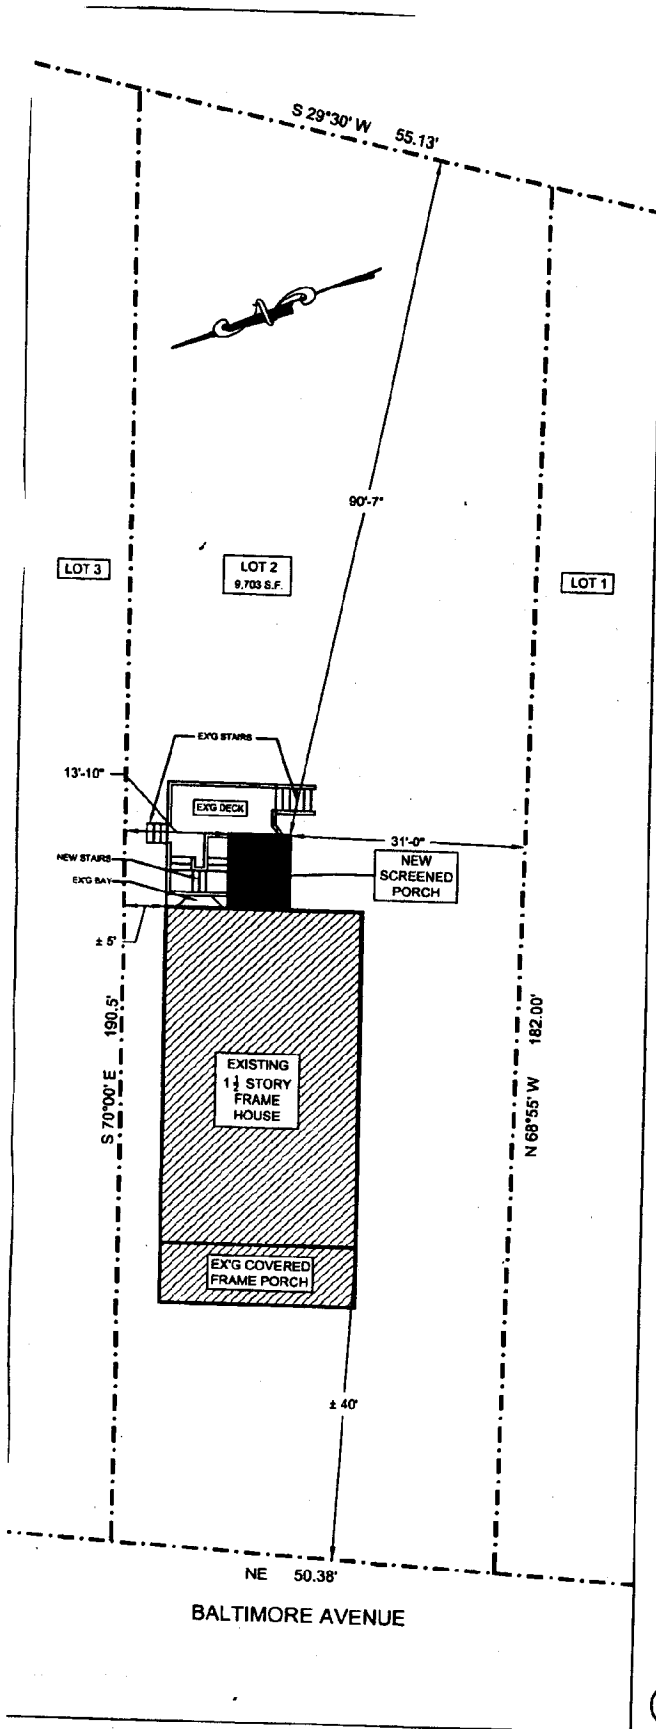 S 29°30' W 55.13'
N
90'-7"
LOT 3
LOT 2
9,703 S.F.
LOT 1
EX'G STAIRS
13'-10"
EX'G DECK
31'-0"
NEW STAIRS
NEW
SCREENED
PORCH
EX'G BAY
± 5'
S 70°00' E 190.5'
N 68°55' W 182.00'
EXISTING
1 1/2 STORY
FRAME
HOUSE
EX'G COVERED
FRAME PORCH
± 40'
NE 50.38'
BALTIMORE AVENUE